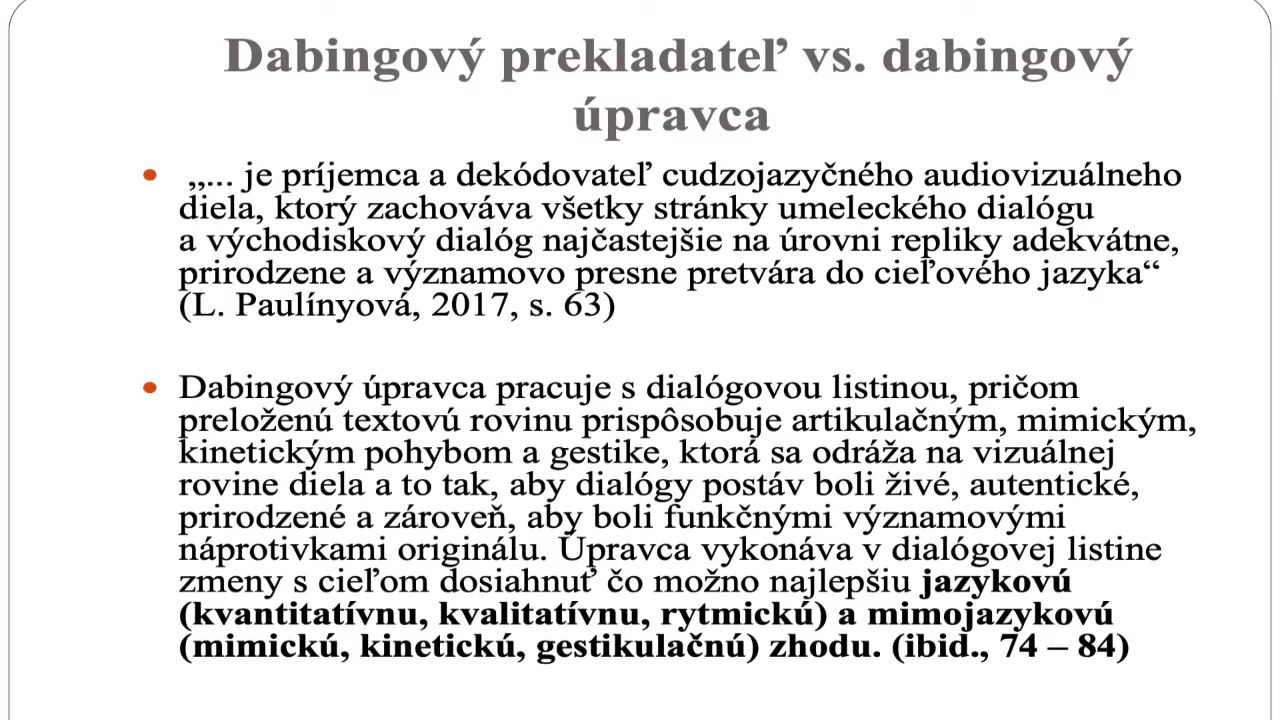 Dabingový prekladateľ vs. dabingový
úpravca
• „... je príjemca a dekódovateľ cudzojazyčného audiovizuálneho
diela, ktorý zachováva všetky stránky umeleckého dialógu
a východiskový dialóg najčastejšie na úrovni repliky adekvátne,
prirodzene a významovo presne pretvára do cieľového jazyka“
(L. Paulínyová, 2017, s. 63)
• Dabingový úpravca pracuje s dialógovou listinou, pričom
preloženú textovú rovinu prispôsobuje artikulačným, mimickým,
kinetickým pohybom a gestike, ktorá sa odráža na vizuálnej
rovine diela a to tak, aby dialógy postáv boli živé, autentické,
prirodzené a zároveň, aby boli funkčnými významovými
náprotivkami originálu. Úpravca vykonáva v dialógovej listine
zmeny s cieľom dosiahnuť čo možno najlepšiu jazykovú
(kvantitatívnu, kvalitatívnu, rytmickú) a mimojazykovú
(mimickú, kinetickú, gestikulačnú) zhodu. (ibid., 74 – 84)